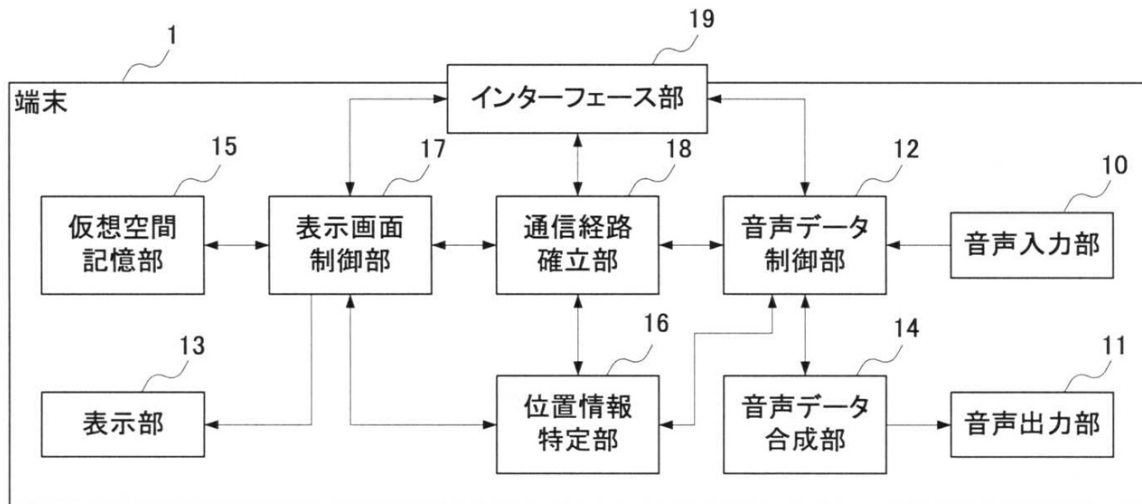 1
19
端末
インターフェース部
15
17
18
12
10
仮想空間
記憶部
表示画面
制御部
通信経路
確立部
音声データ
制御部
音声入力部
13
16
14
11
表示部
位置情報
特定部
音声データ
合成部
音声出力部